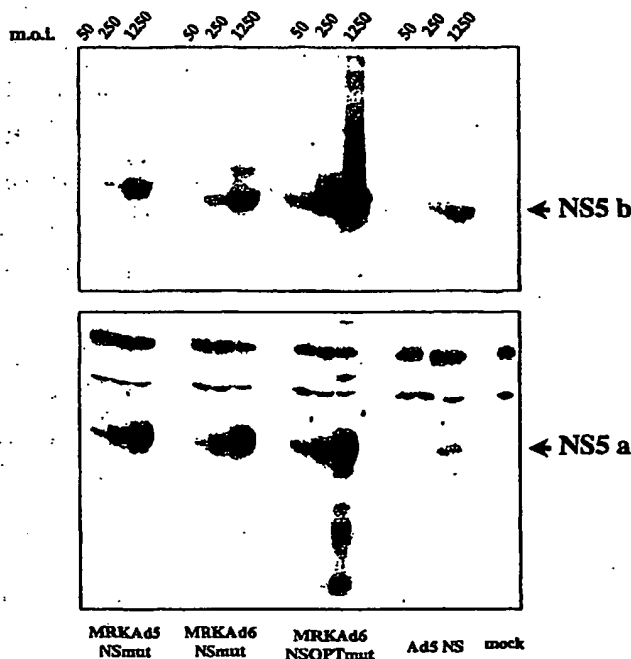 m.o.i. 50 250 1250 50 250 1250 50 250 1250 50 250 1250
NS5 b
NS5 a
MRKAd5 NSmut
MRKAd6 NSmut
MRKAd6 NSOPTmut
Ad5 NS
mock